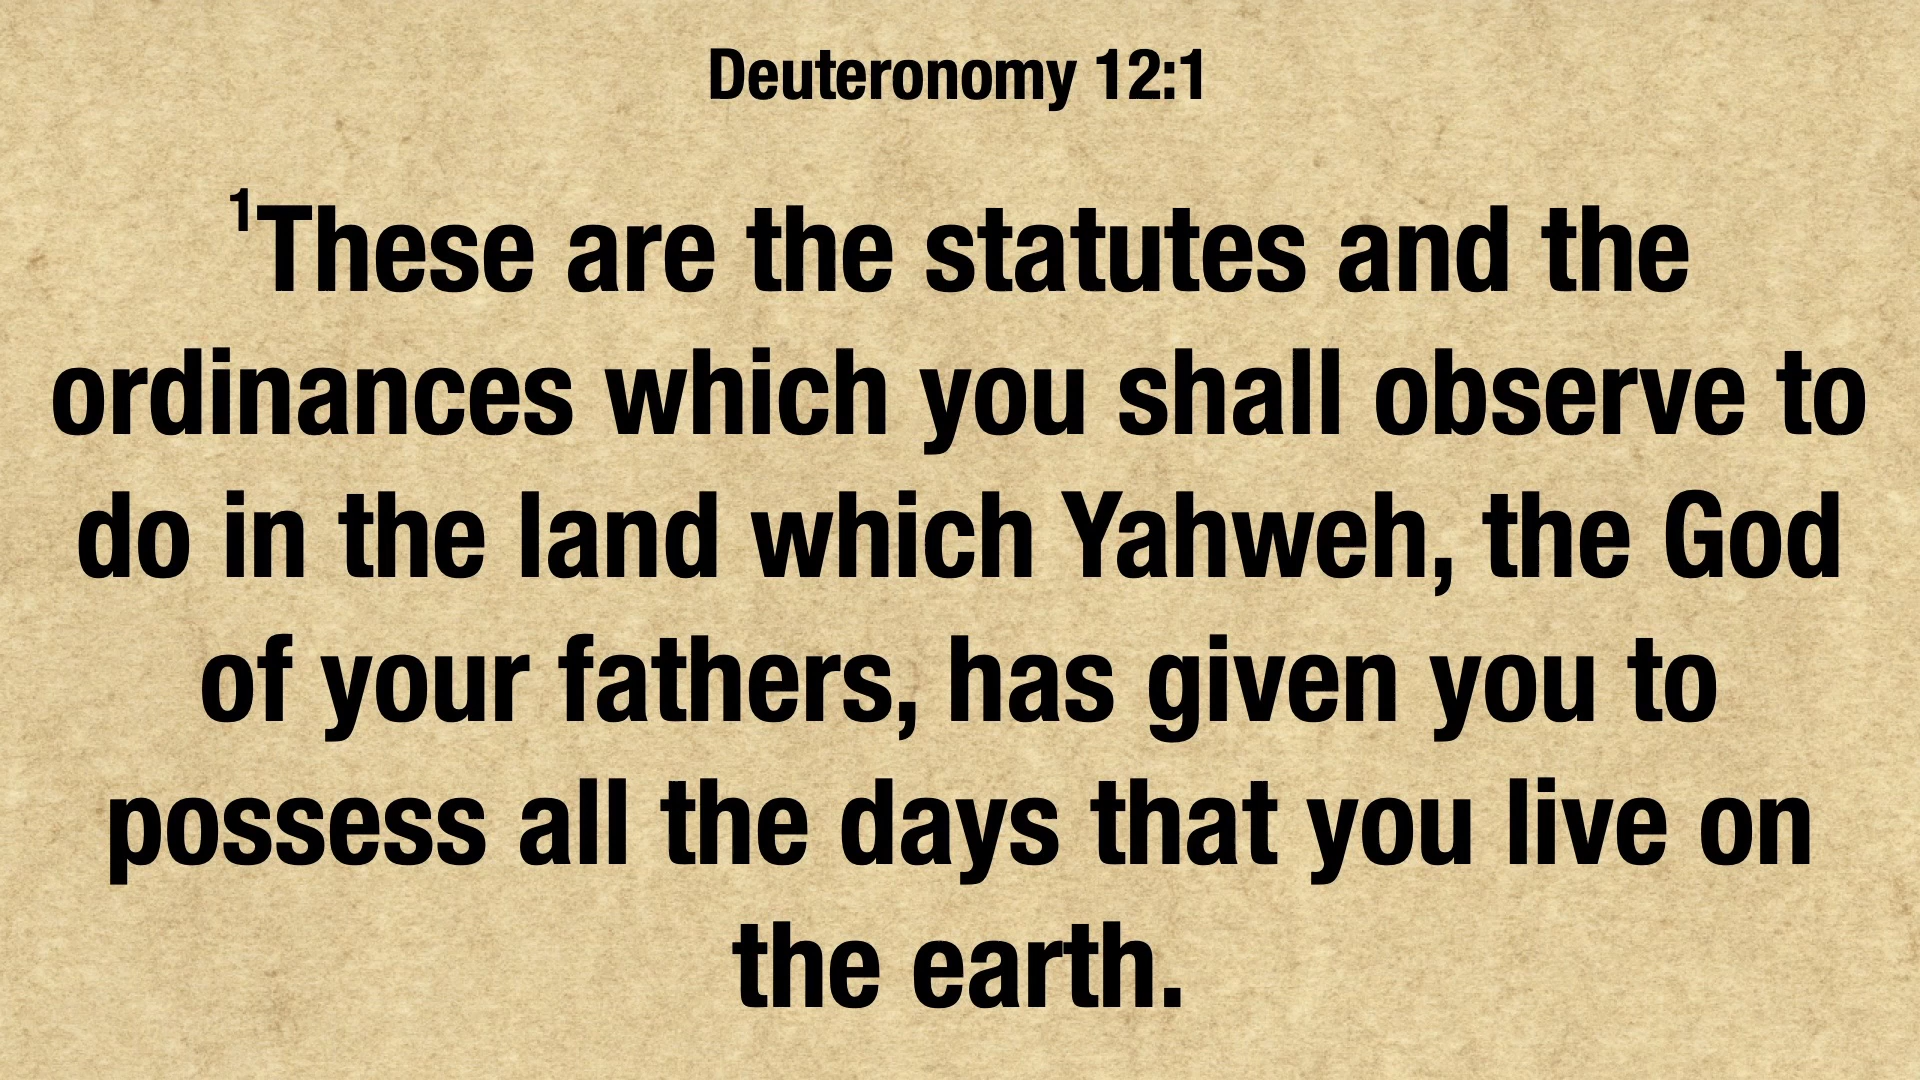 Deuteronomy 12:1
¹These are the statutes and the
ordinances which you shall observe to
do in the land which Yahweh, the God
of your fathers, has given you to
possess all the days that you live on
the earth.